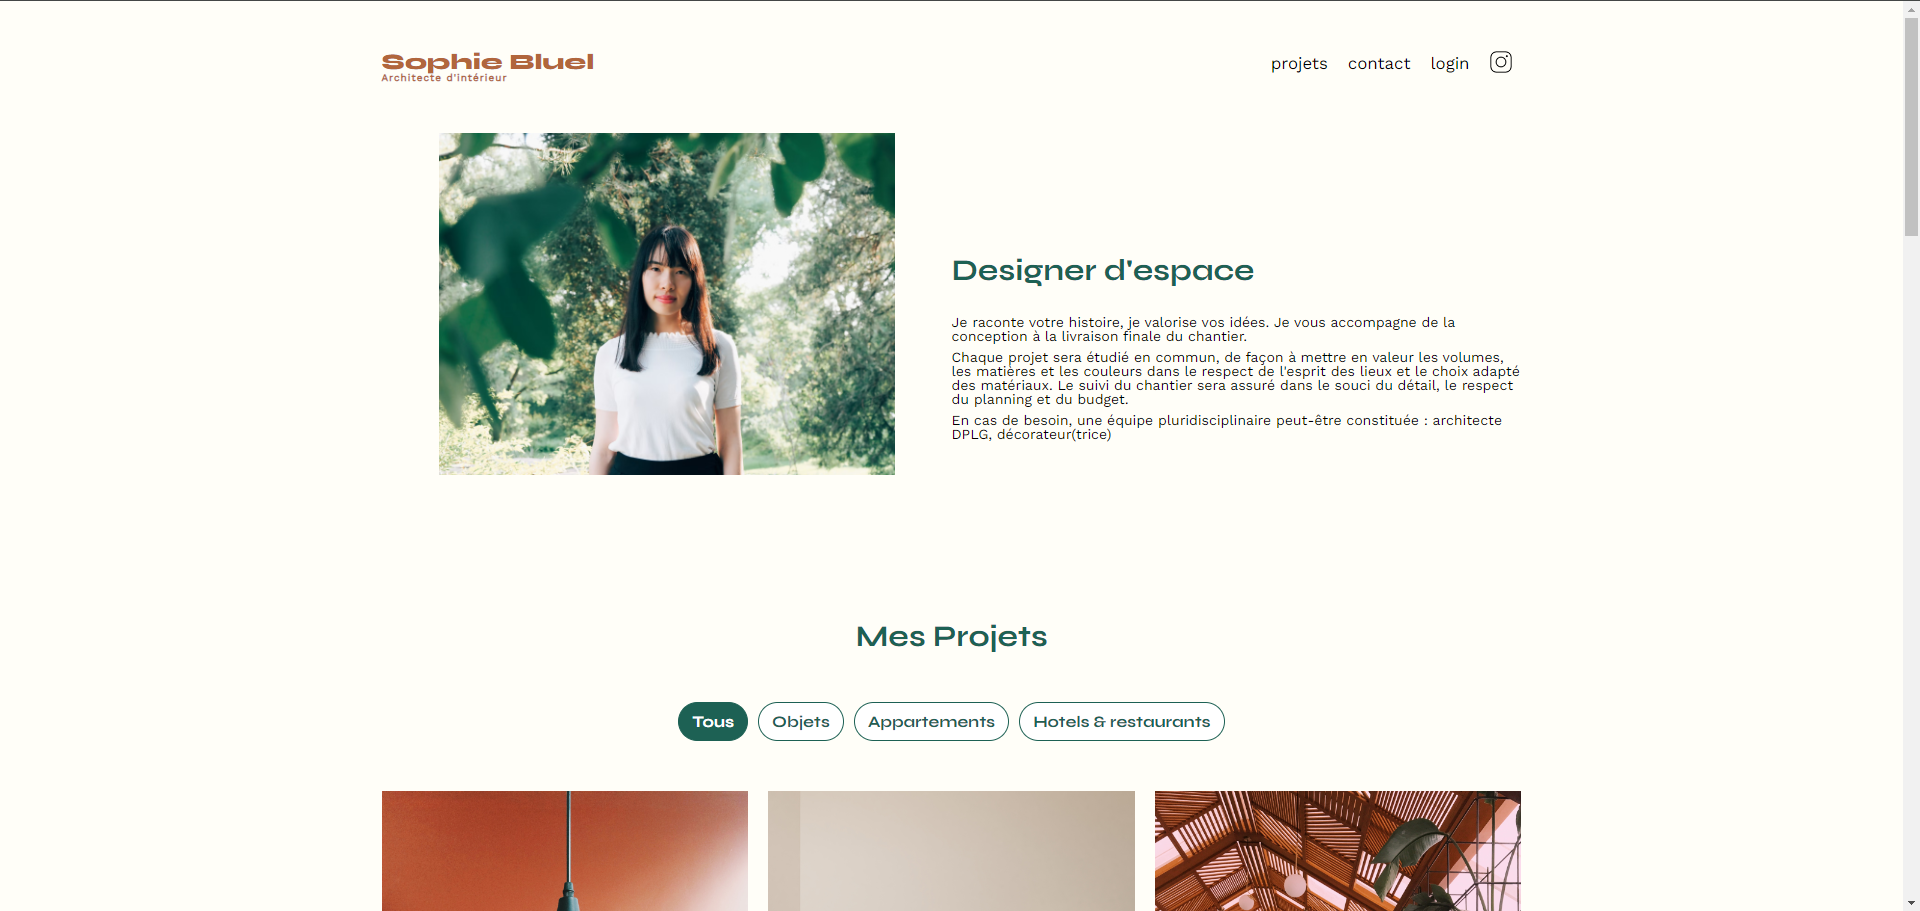 Sophie Bluel
Architecte d'intérieur
projets contact login
Designer d'espace
Je raconte votre histoire, je valorise vos idées. Je vous accompagne de la
conception à la livraison finale du chantier.
Chaque projet sera étudié en commun, de façon à mettre en valeur les volumes,
les matières et les couleurs dans le respect de l'esprit des lieux et le choix adapté
des matériaux. Le suivi du chantier sera assuré dans le souci du détail, le respect
du planning et du budget.
En cas de besoin, une équipe pluridisciplinaire peut-être constituée : architecte
DPLG, décorateur(trice)
Mes Projets
Tous Objets Appartements Hotels & restaurants